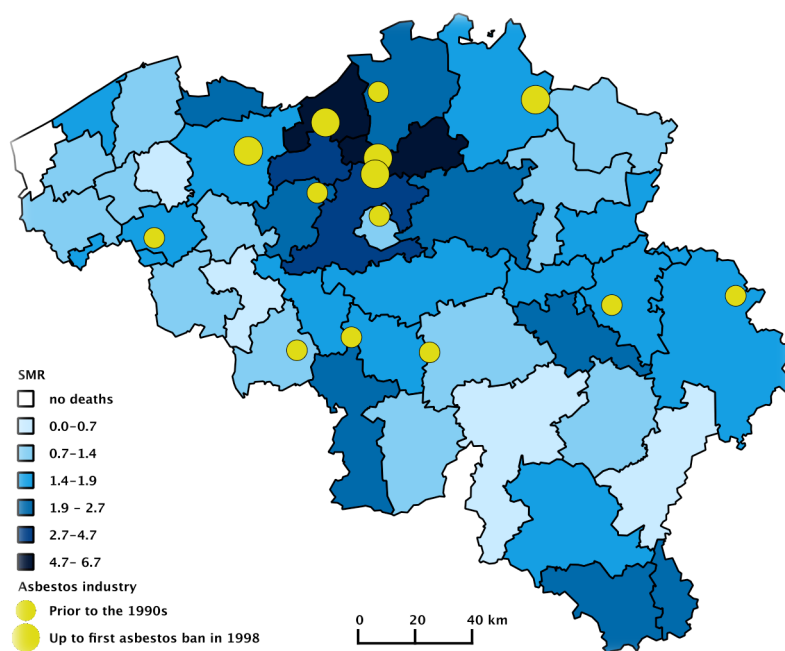 SMR
no deaths
0.0–0.7
0.7–1.4
1.4–1.9
1.9 – 2.7
2.7–4.7
4.7– 6.7
Asbestos industry
Prior to the 1990s
Up to first asbestos ban in 1998
0 20 40 km